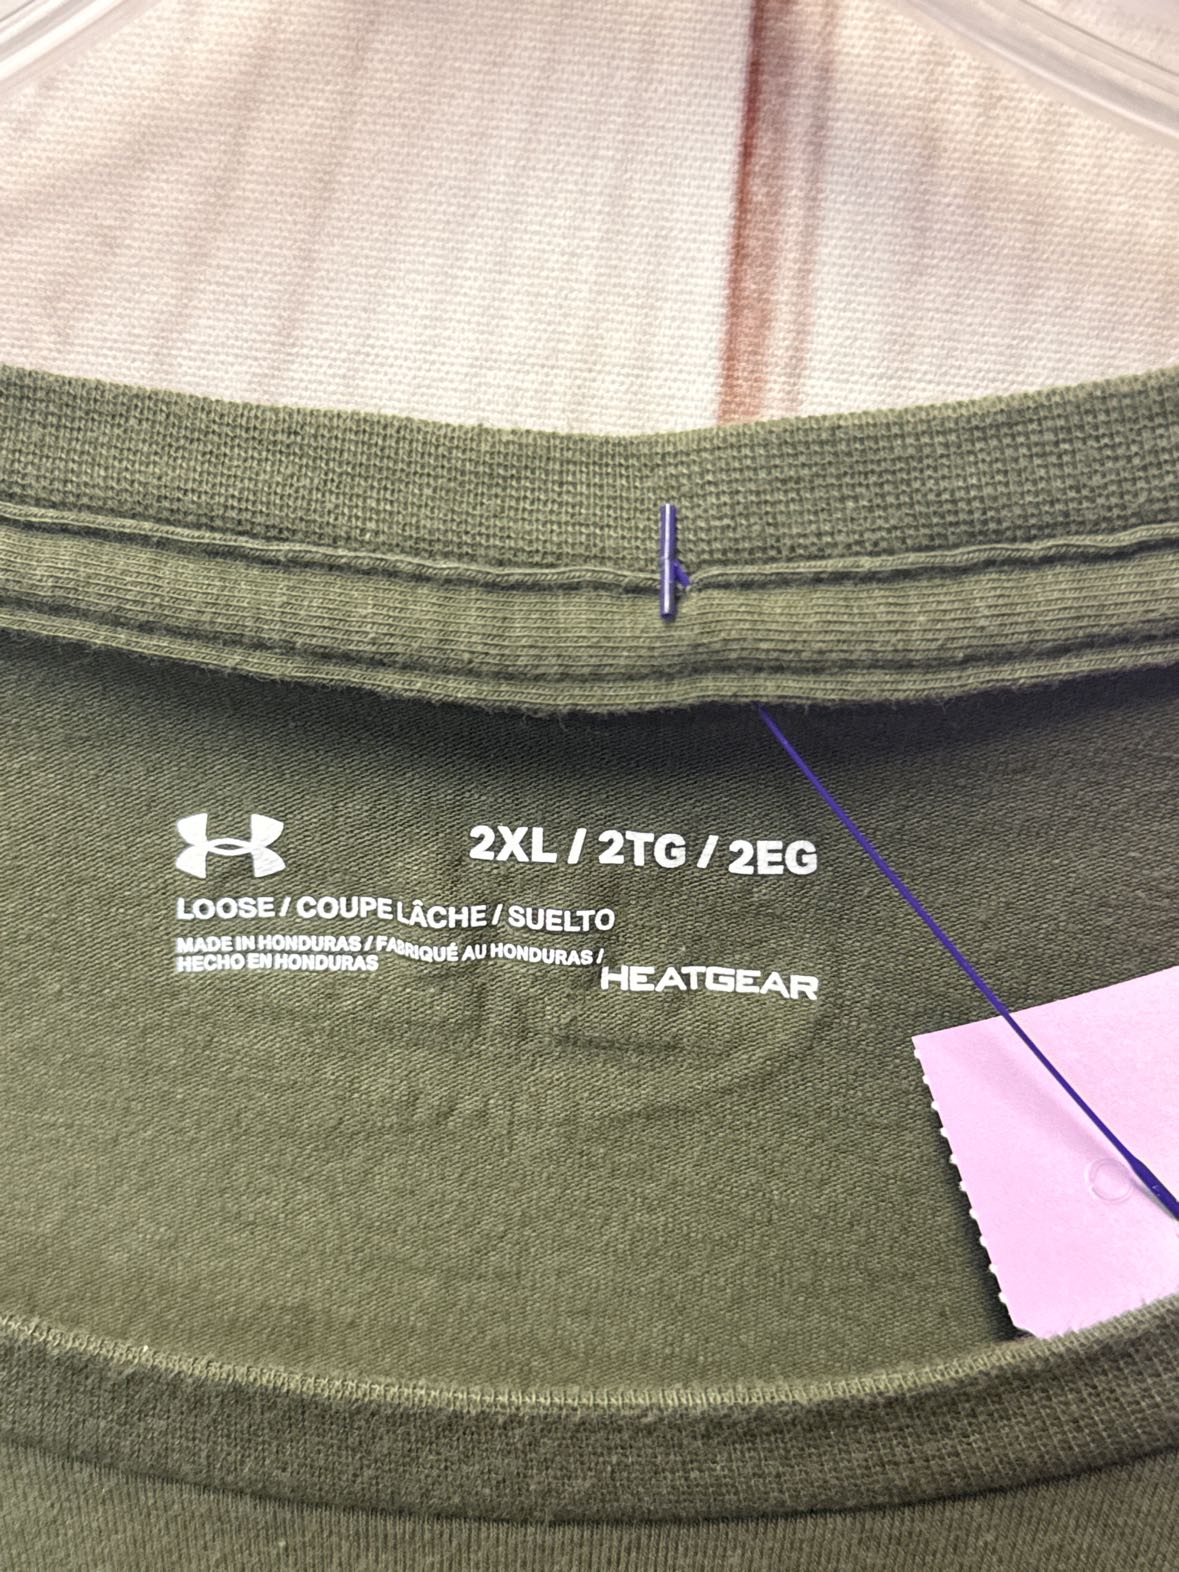 2XL / 2TG / 2EG
LOOSE / COUPE LÂCHE / SUELTO
MADE IN HONDURAS / FABRIQUÉ AU HONDURAS /
HECHO EN HONDURAS
HEATGEAR